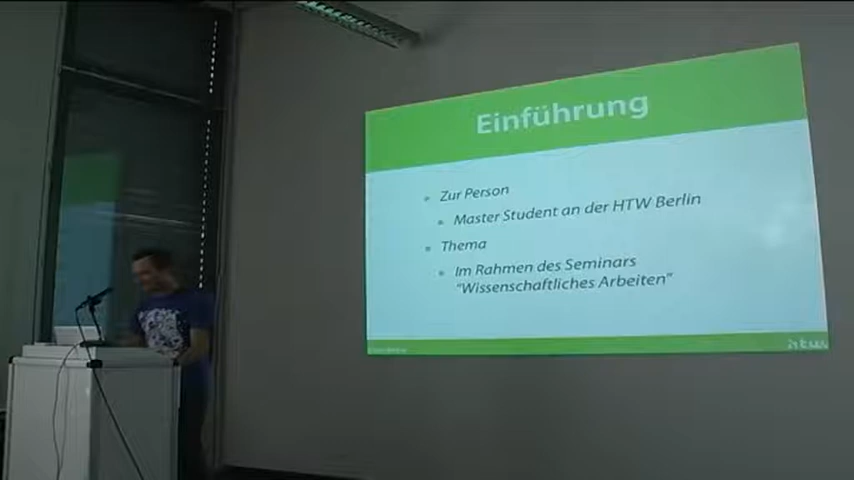 Einführung
Zur Person
Master Student an der HTW Berlin
Thema
Im Rahmen des Seminars
"Wissenschaftliches Arbeiten"